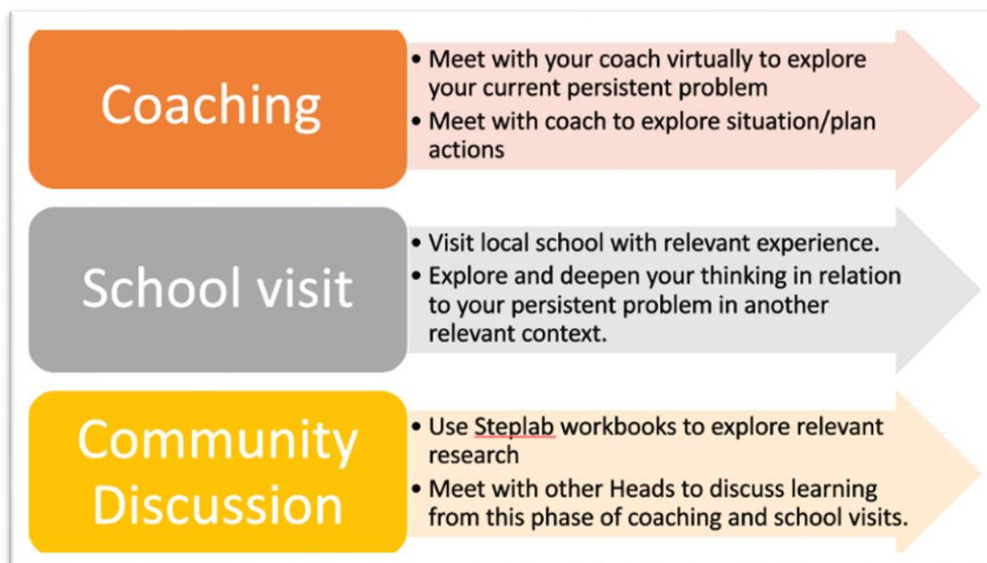 Coaching
• Meet with your coach virtually to explore
your current persistent problem
• Meet with coach to explore situation/plan
actions
School visit
• Visit local school with relevant experience.
• Explore and deepen your thinking in relation
to your persistent problem in another
relevant context.
Community
Discussion
• Use Steplab workbooks to explore relevant
research
• Meet with other Heads to discuss learning
from this phase of coaching and school visits.